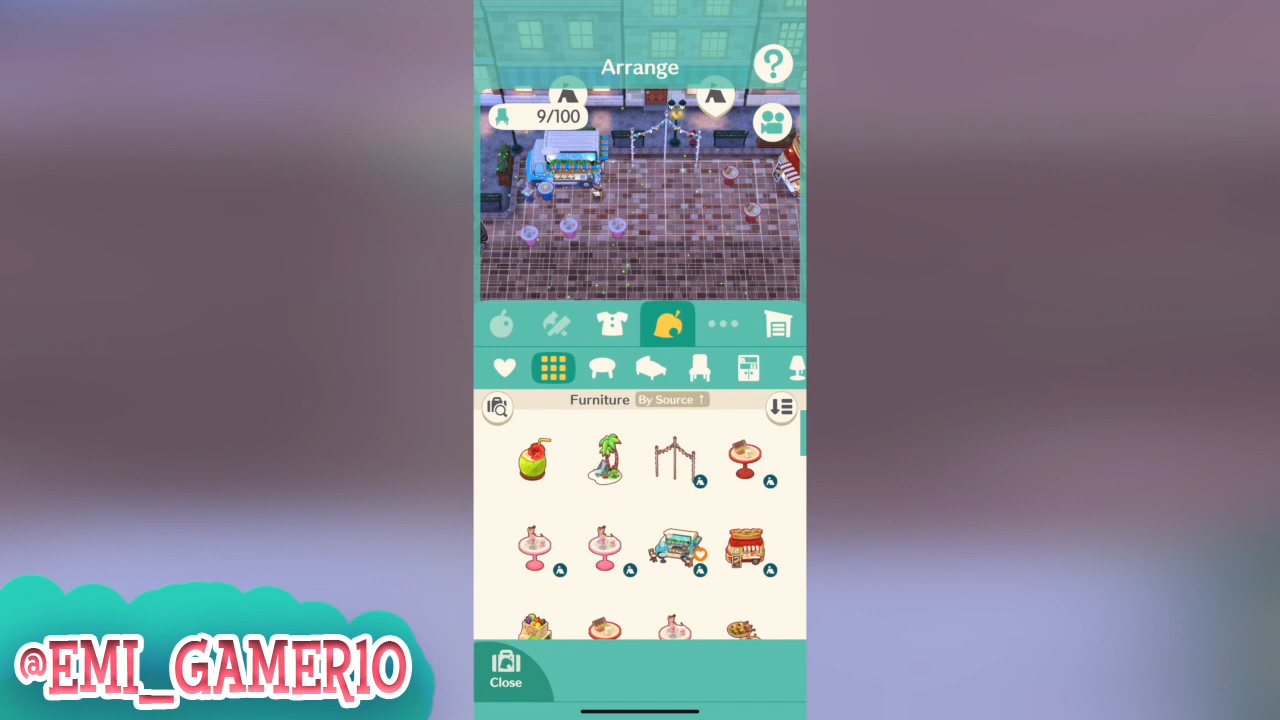 Arrange
?
9/100
Furniture By Source ↑
Close
@EMI_GAMER10